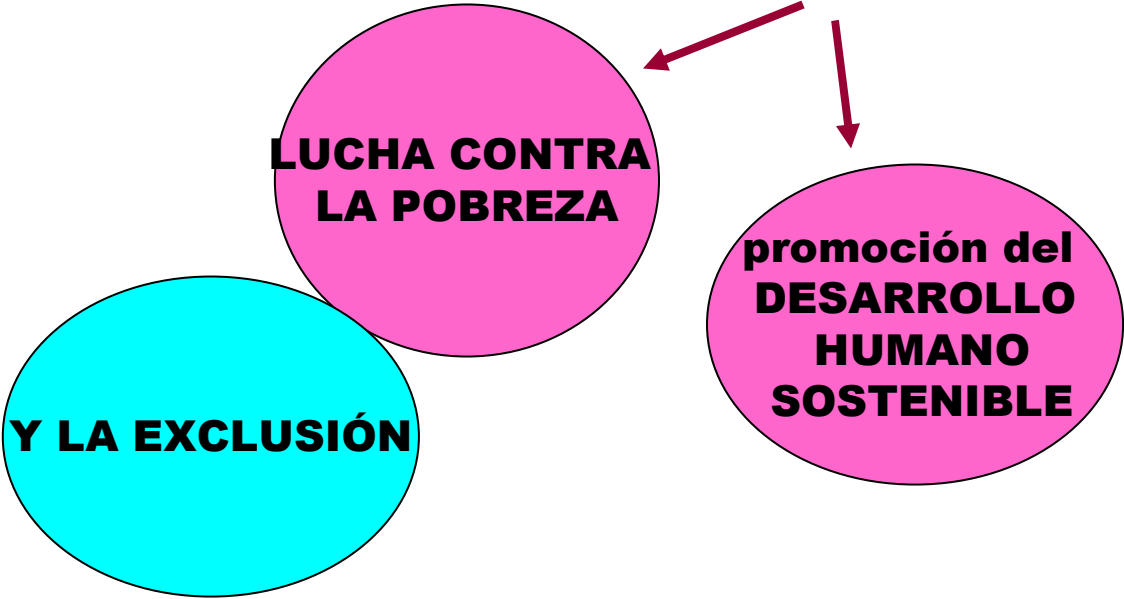 LUCHA CONTRA
LA POBREZA
Y LA EXCLUSIÓN
promoción del
DESARROLLO
HUMANO
SOSTENIBLE